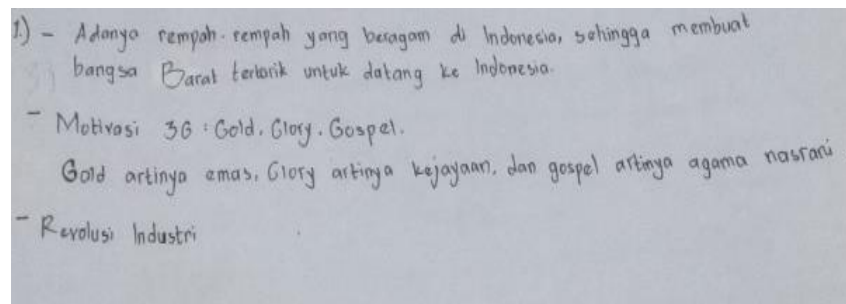 1.) - Adanya rempah-rempah yang beragam di Indonesia, sehingga membuat
bangsa Barat tertarik untuk datang ke Indonesia.
- Motivasi 3G : Gold, Glory, Gospel.
Gold artinya emas, Glory artinya kejayaan, dan gospel artinya agama nasrani
- Revolusi Industri